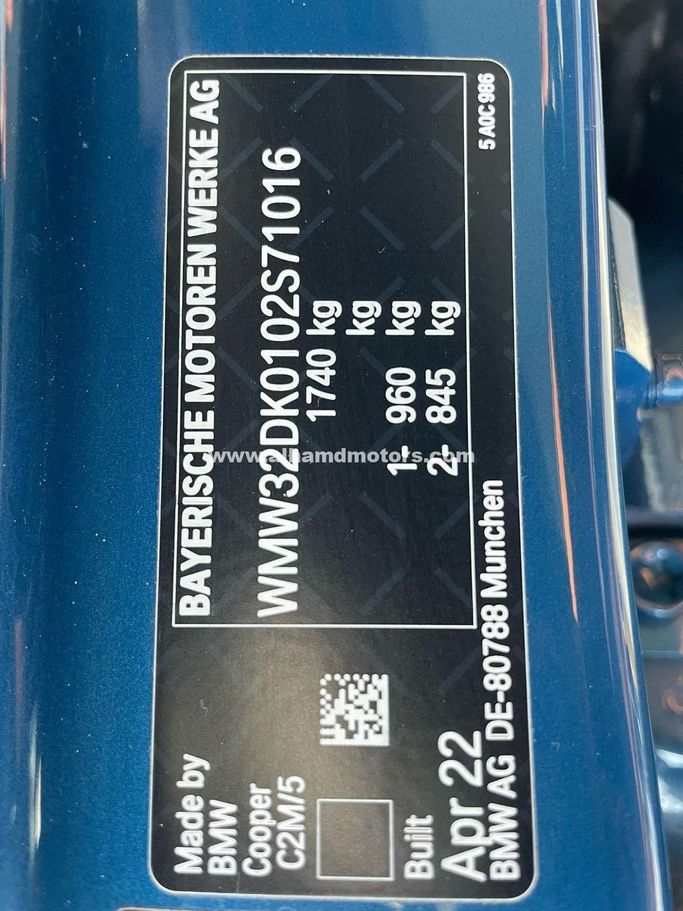 Made by
BMW
Cooper
C2M/5
Built
Apr 22
BMW AG DE-80788 Munchen
BAYERISCHE MOTOREN WERKE AG
WMW32DK0102S71016
1740 kg
kg
1- 960 kg
2- 845 kg
5 A0C 986
www.alhamdmotors.com